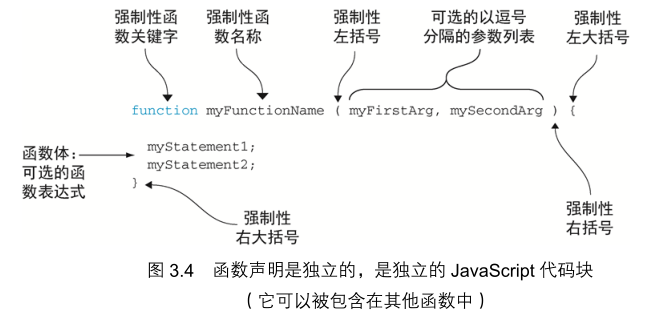 强制性函
数关键字
强制性函
数名称
强制性
左括号
可选的以逗号
分隔的参数列表
强制性
左大括号
function myFunctionName ( myFirstArg, mySecondArg ) {
函数体：
可选的函
数表达式
myStatement1;
myStatement2;
}
强制性
右大括号
强制性
右括号
图 3.4 函数声明是独立的，是独立的 JavaScript 代码块
（它可以被包含在其他函数中）